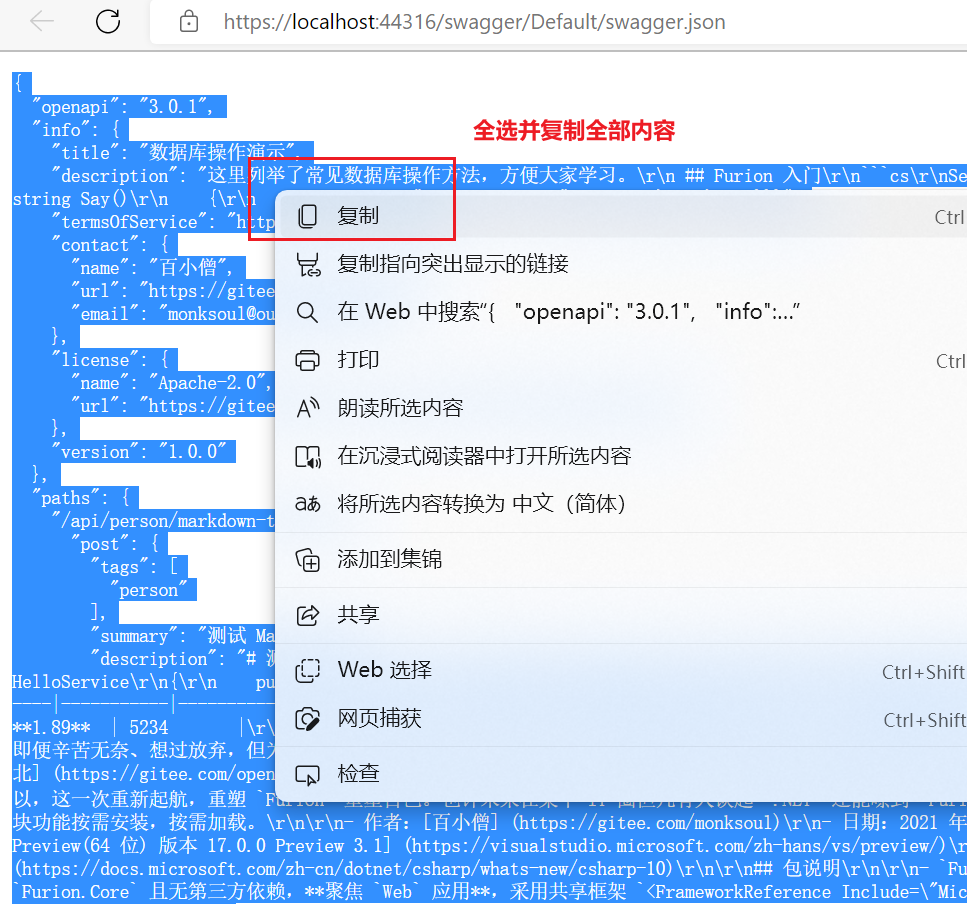 https://localhost:44316/swagger/Default/swagger.json
{
"openapi": "3.0.1",
全选并复制全部内容
"info": {
"title": "数据库操作演示",
"description": "这里列举了常见数据库操作方法，方便大家学习。\r\n ## Furion 入门\r\n```cs\r\nSe
string Say()\r\n {\r\n
"termsOfService": "http
复制 Ctrl
"contact": {
"name": "百小僧",
复制指向突出显示的链接
"url": "https://gitee
"email": "monksoul@ou
在 Web 中搜索“{ "openapi": "3.0.1", "info":...”
},
"license": {
打印 Ctrl
"name": "Apache-2.0",
"url": "https://gitee
朗读所选内容
},
"version": "1.0.0"
在沉浸式阅读器中打开所选内容
},
"paths": {
将所选内容转换为 中文（简体）
"/api/person/markdown-t
"post": {
添加到集锦
"tags": [
"person"
],
共享
"summary": "测试 Ma
"description": "# 测
Web 选择 Ctrl+Shift
HelloService\r\n{\r\n pu
----|-----------|----------
网页捕获 Ctrl+Shift
**1.89** | 5234 |\r\
即便辛苦无奈、想过放弃，但为
北] (https://gitee.com/open
检查
以，这一次重新起航，重塑 `Furion`
块功能按需安装，按需加载。\r\n\r\n- 作者：[百小僧] (https://gitee.com/monksoul)\r\n- 日期：2021 年
Preview(64 位) 版本 17.0.0 Preview 3.1] (https://visualstudio.microsoft.com/zh-hans/vs/preview/)\r
(https://docs.microsoft.com/zh-cn/dotnet/csharp/whats-new/csharp-10)\r\n\r\n## 包说明\r\n\r\n- `Fu
`Furion.Core` 且无第三方依赖，**聚焦 `Web` 应用**，采用共享框架 `<FrameworkReference Include=\"Mic